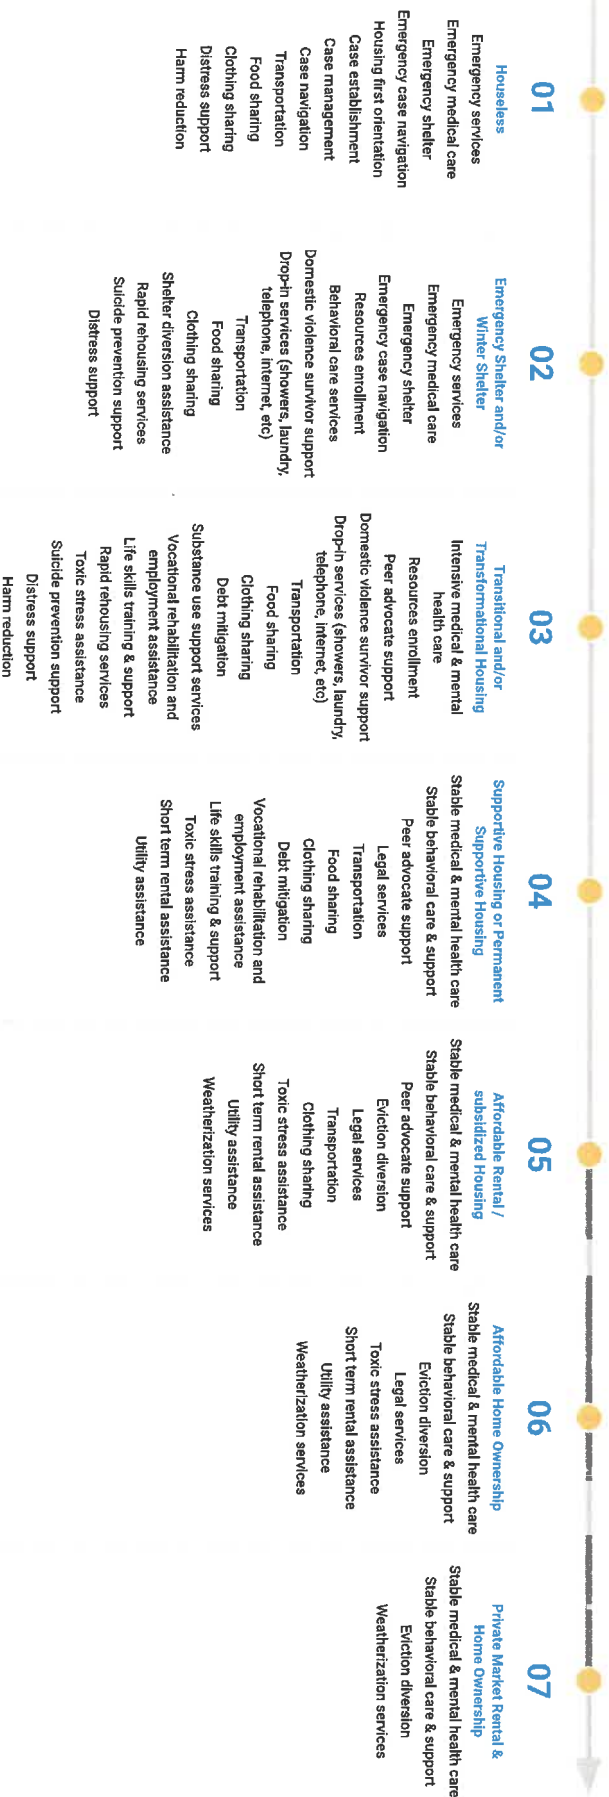 01
Houseless
Emergency services
Emergency medical care
Emergency shelter
Emergency case navigation
Housing first orientation
Case establishment
Case management
Case navigation
Transportation
Food sharing
Clothing sharing
Distress support
Harm reduction
02
Emergency Shelter and/or
Winter Shelter
Emergency services
Emergency medical care
Emergency shelter
Emergency case navigation
Resources enrollment
Behavioral care services
Domestic violence survivor support
Drop-in services (showers, laundry,
telephone, internet, etc)
Transportation
Food sharing
Clothing sharing
Shelter diversion assistance
Rapid rehousing services
Suicide prevention support
Distress support
03
Transitional and/or
Transformational Housing
Intensive medical & mental
health care
Resources enrollment
Peer advocate support
Domestic violence survivor support
Drop-in services (showers, laundry,
telephone, internet, etc)
Transportation
Food sharing
Clothing sharing
Debt mitigation
Substance use support services
Vocational rehabilitation and
employment assistance
Life skills training & support
Rapid rehousing services
Toxic stress assistance
Suicide prevention support
Distress support
Harm reduction
04
Supportive Housing or Permanent
Supportive Housing
Stable medical & mental health care
Stable behavioral care & support
Peer advocate support
Legal services
Transportation
Food sharing
Clothing sharing
Debt mitigation
Vocational rehabilitation and
employment assistance
Life skills training & support
Toxic stress assistance
Short term rental assistance
Utility assistance
05
Affordable Rental /
subsidized Housing
Stable medical & mental health care
Stable behavioral care & support
Peer advocate support
Eviction diversion
Legal services
Transportation
Clothing sharing
Toxic stress assistance
Short term rental assistance
Utility assistance
Weatherization services
06
Affordable Home Ownership
Stable medical & mental health care
Stable behavioral care & support
Eviction diversion
Legal services
Toxic stress assistance
Short term rental assistance
Utility assistance
Weatherization services
07
Private Market Rental &
Home Ownership
Stable medical & mental health care
Stable behavioral care & support
Eviction diversion
Weatherization services